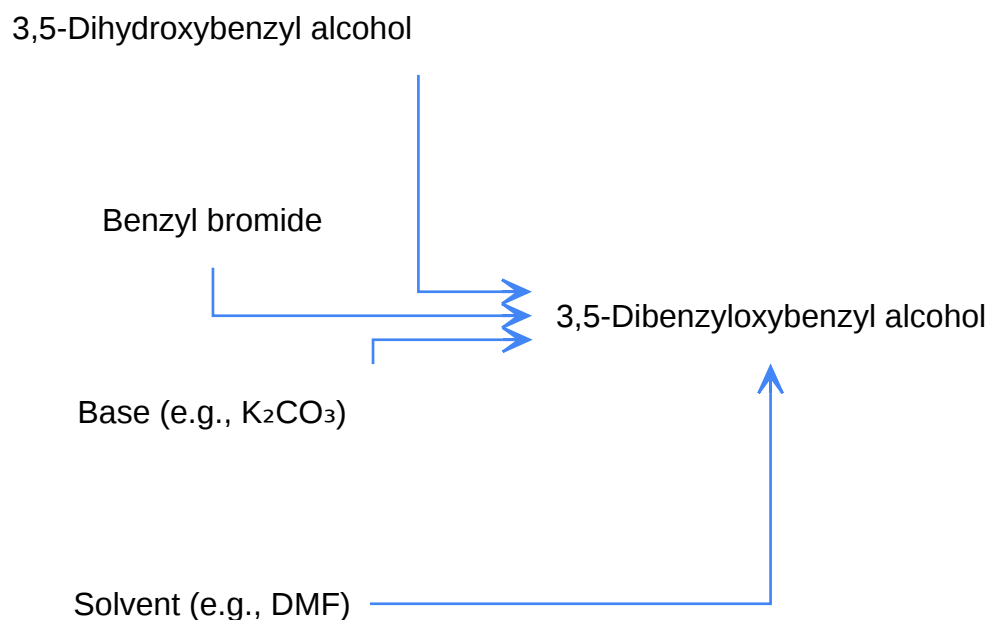 3,5-Dihydroxybenzyl alcohol
Benzyl bromide
3,5-Dibenzyloxybenzyl alcohol
Base (e.g., K₂CO₃)
Solvent (e.g., DMF)